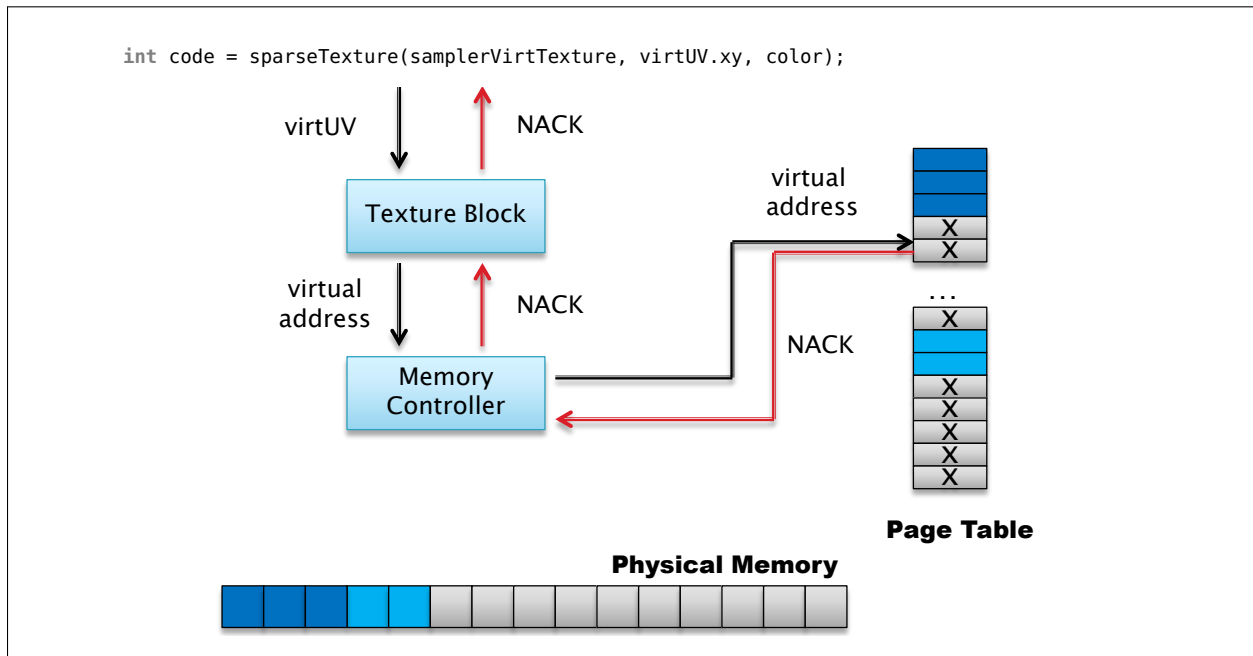 int code = sparseTexture(samplerVirtTexture, virtUV.xy, color);
virtUV
NACK
Texture Block
virtual
address
NACK
Memory
Controller
virtual
address
NACK
X
X
...
X
X
X
X
X
X
Page Table
Physical Memory